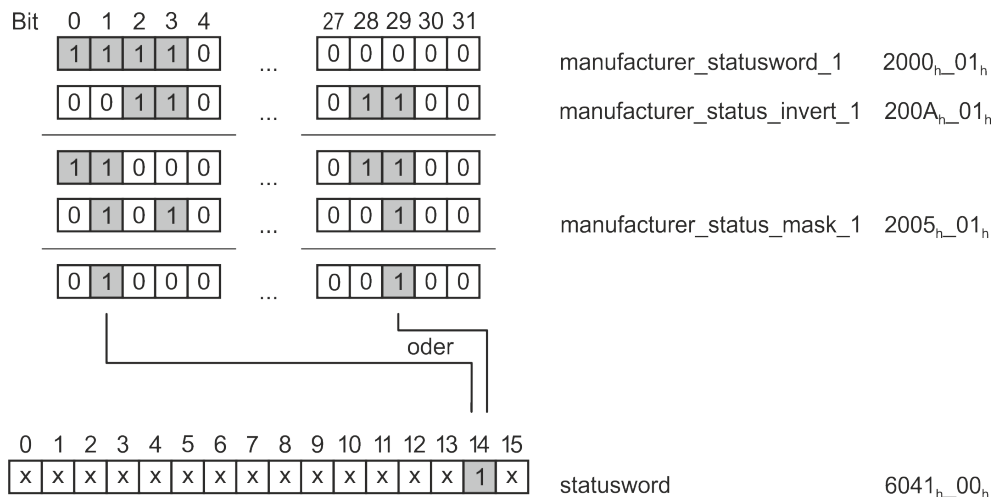 Bit 0 1 2 3 4 27 28 29 30 31
1 1 1 1 0 ... 0 0 0 0 0 manufacturer_statusword_1 2000h_01h
0 0 1 1 0 ... 0 1 1 0 0 manufacturer_status_invert_1 200Ah_01h
1 1 0 0 0 ... 0 1 1 0 0
0 1 0 1 0 ... 0 0 1 0 0 manufacturer_status_mask_1 2005h_01h
0 1 0 0 0 ... 0 0 1 0 0
oder
0 1 2 3 4 5 6 7 8 9 10 11 12 13 14 15
x x x x x x x x x x x x x x 1 x statusword 6041h_00h